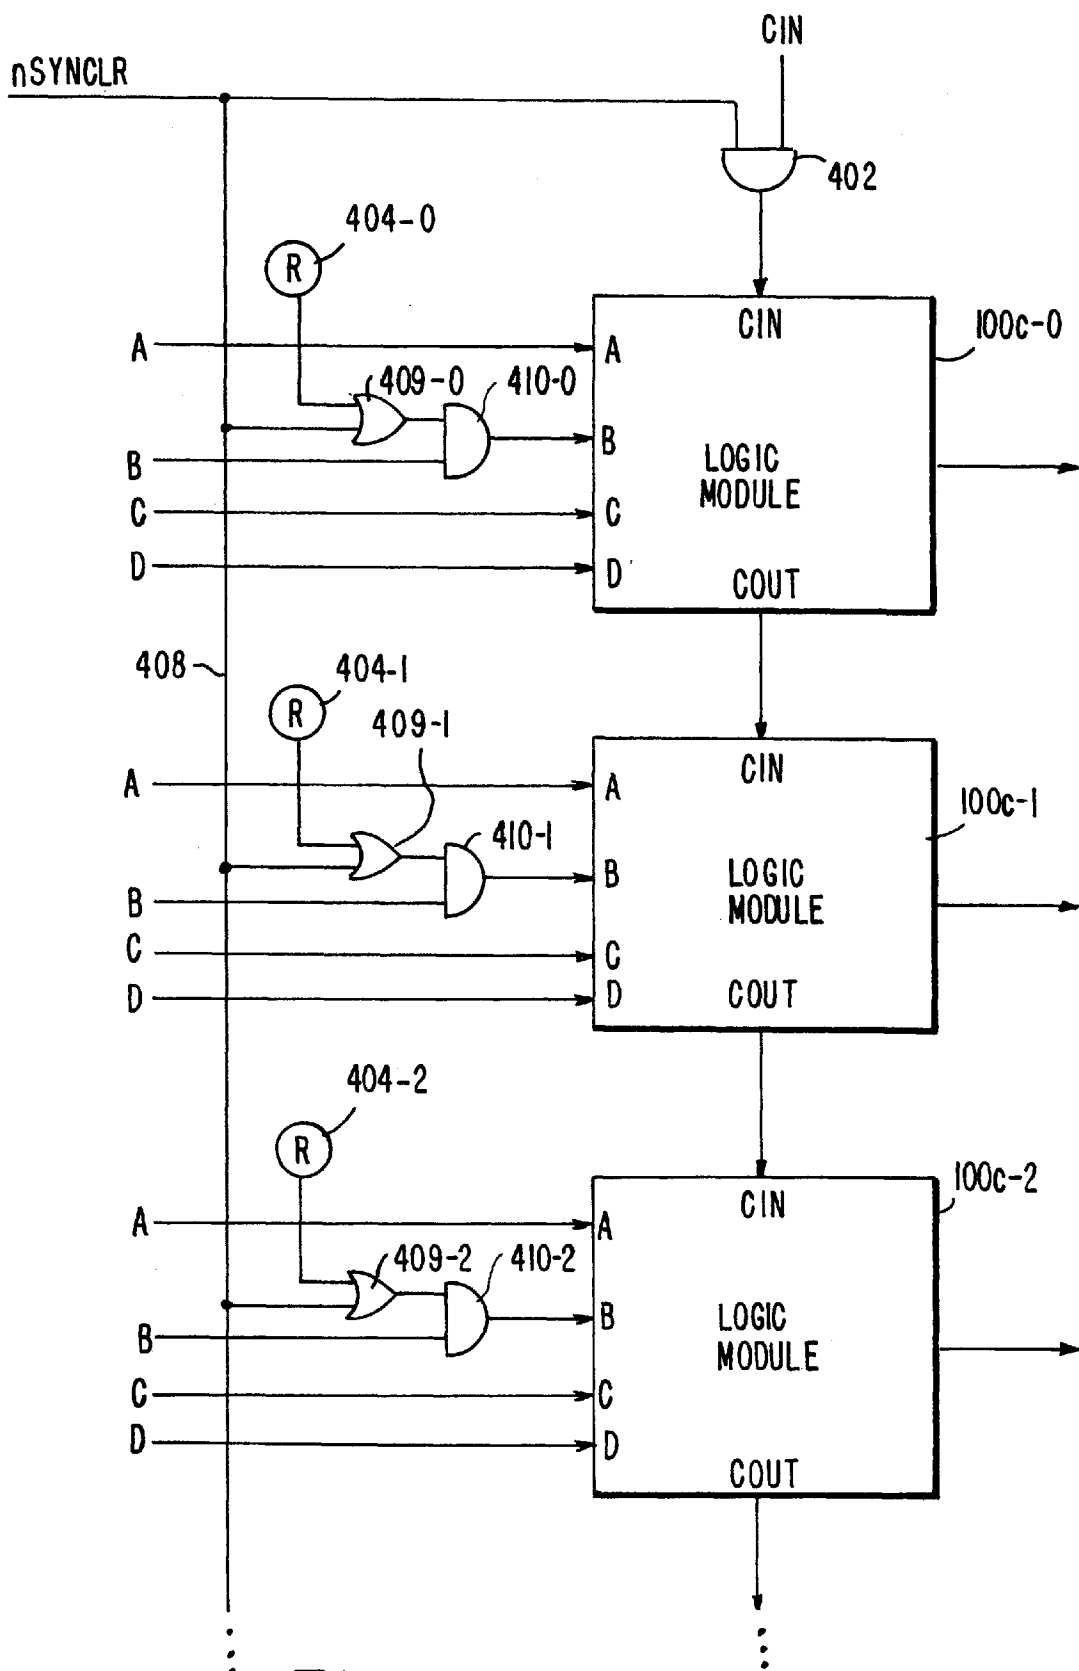 CIN
nSYNCLR
402
404-0
R
CIN
100c-0
A
A
409-0
410-0
B
B
LOGIC
MODULE
C
C
D
D
COUT
408
404-1
R
409-1
CIN
A
A
100c-1
410-1
B
B
LOGIC
MODULE
C
C
D
D
COUT
404-2
R
100c-2
CIN
A
A
409-2
410-2
B
B
LOGIC
MODULE
C
C
D
D
COUT